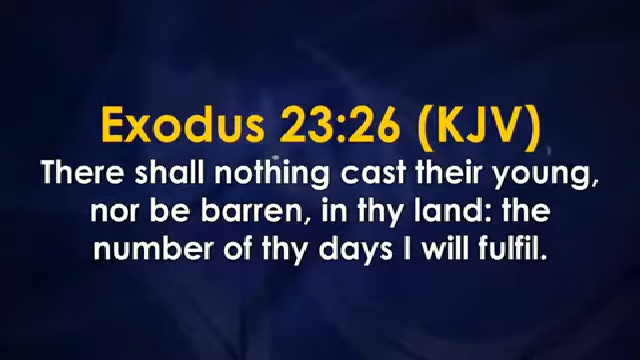 Exodus 23:26 (KJV)
There shall nothing cast their young,
nor be barren, in thy land: the
number of thy days I will fulfil.